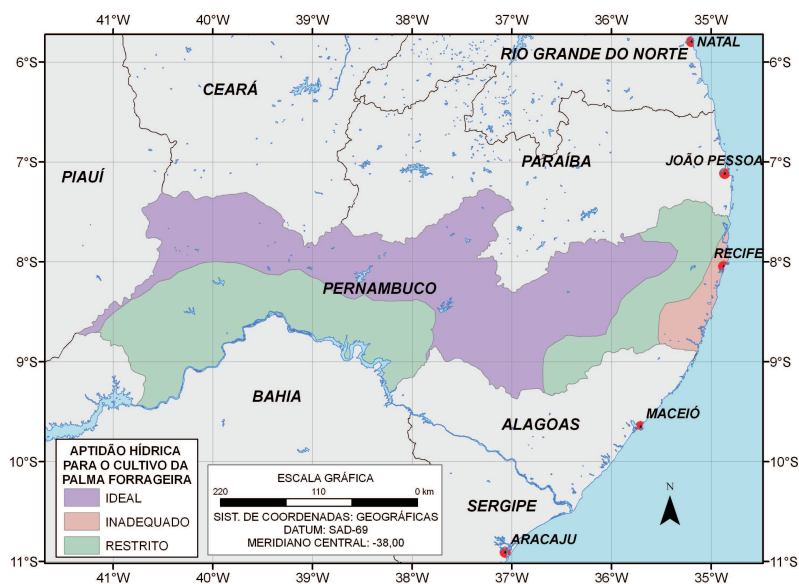 41°W 40°W 39°W 38°W 37°W 36°W 35°W
NATAL
RIO GRANDE DO NORTE
6°S 6°S
CEARÁ
7°S 7°S
PARAÍBA
JOÃO PESSOA
PIAUÍ
RECIFE
8°S 8°S
PERNAMBUCO
9°S 9°S
BAHIA
ALAGOAS
MACEIÓ
APTIDÃO HÍDRICA
PARA O CULTIVO DA
PALMA FORRAGEIRA
IDEAL
INADEQUADO
RESTRITO
ESCALA GRÁFICA
220 110 0 km
SIST. DE COORDENADAS: GEOGRÁFICAS
DATUM: SAD-69
MERIDIANO CENTRAL: -38,00
10°S 10°S
SERGIPE
N
ARACAJU
11°S 11°S
41°W 40°W 39°W 38°W 37°W 36°W 35°W